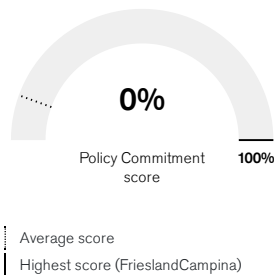 0%
Policy Commitment
score
100%
Average score
Highest score (FrieslandCampina)